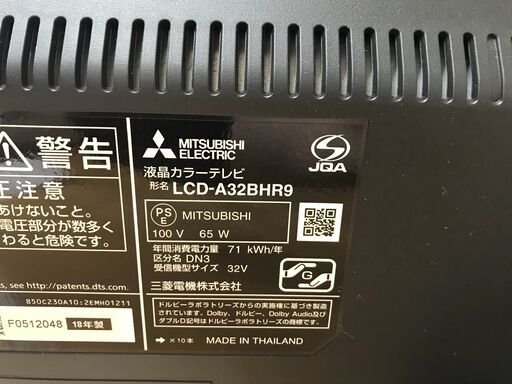 警告
圧注意
あけないこと。
電圧部分が数多く
わると危険です。
s, see http://patents.dts.com.
850C230A10:2EMH01211
F0512048 18年製
MITSUBISHI
ELECTRIC
液晶カラーテレビ
形名 LCD-A32BHR9
PS
E MITSUBISHI
100 V 65 W
年間消費電力量 71 kWh/年
区分名 DN3
受信機型サイズ 32V
三菱電機株式会社
S
JQA
G
ドルビーラボラトリーズからの実施権に基づき製造
されています。Dolby、ドルビー、Dolby Audio及び
ダブルD記号はドルビーラボラトリーズの商標です。
×10本 MADE IN THAILAND